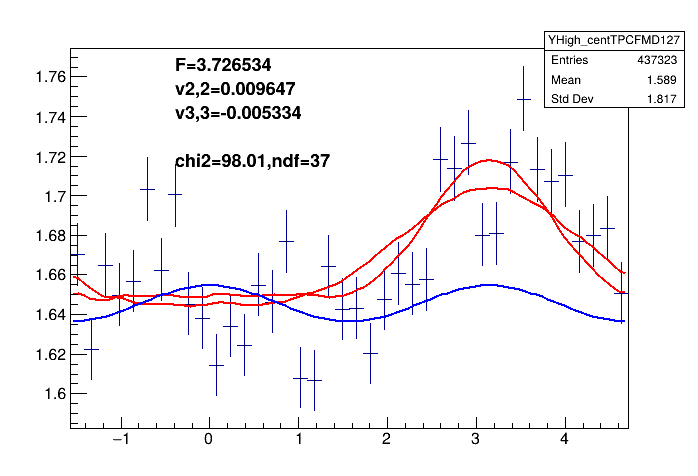 YHigh_centTPCFMD127
Entries 437323
Mean 1.589
Std Dev 1.817
F=3.726534
v2,2=0.009647
v3,3=-0.005334
chi2=98.01,ndf=37
1.76
1.74
1.72
1.7
1.68
1.66
1.64
1.62
1.6
−1 0 1 2 3 4